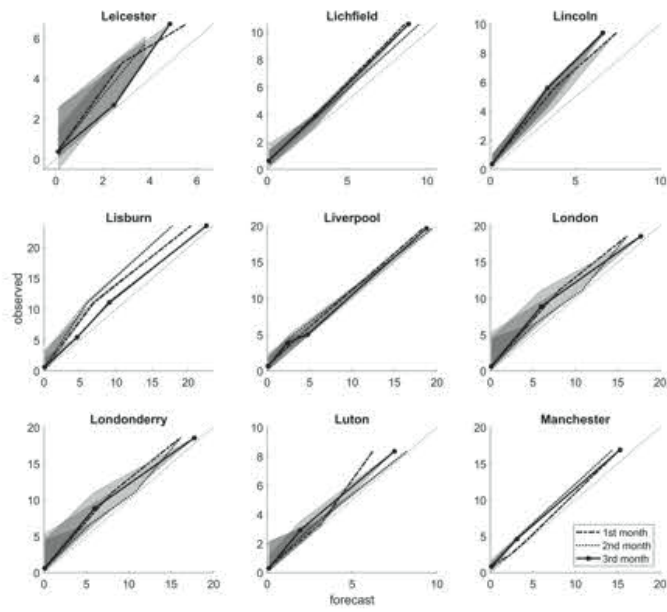 Leicester Lichfield Lincoln
6 10 10
4 8
2 5 6
0 4
2
0 0
0 2 4 6 0 5 10 0 5 10
Lisburn Liverpool London
20 20 20
15 15 15
10 10 10
5 5 5
0 0 0
0 5 10 15 20 0 5 10 15 20 0 5 10 15 20
observed
Londonderry Luton Manchester
20 10 20
15 8 15
10 6 10
5 4 5
0 2 0
0
0 5 10 15 20 0 5 10 0 5 10 15 20
1st month
2nd month
3rd month
forecast